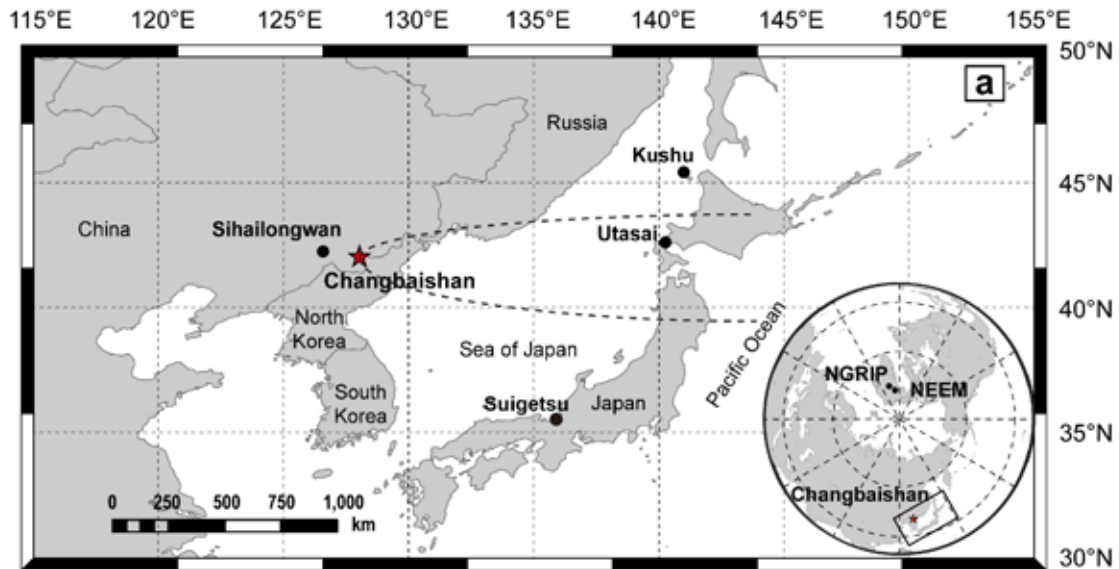 115°E 120°E 125°E 130°E 135°E 140°E 145°E 150°E 155°E
50°N
a
Russia
Kushu
45°N
China
Sihailongwan
Utasai
Changbaishan
40°N
North
Korea
Sea of Japan
Pacific Ocean
NGRIP
NEEM
South
Korea
Suigetsu
Japan
35°N
0 250 500 750 1,000
km
Changbaishan
30°N